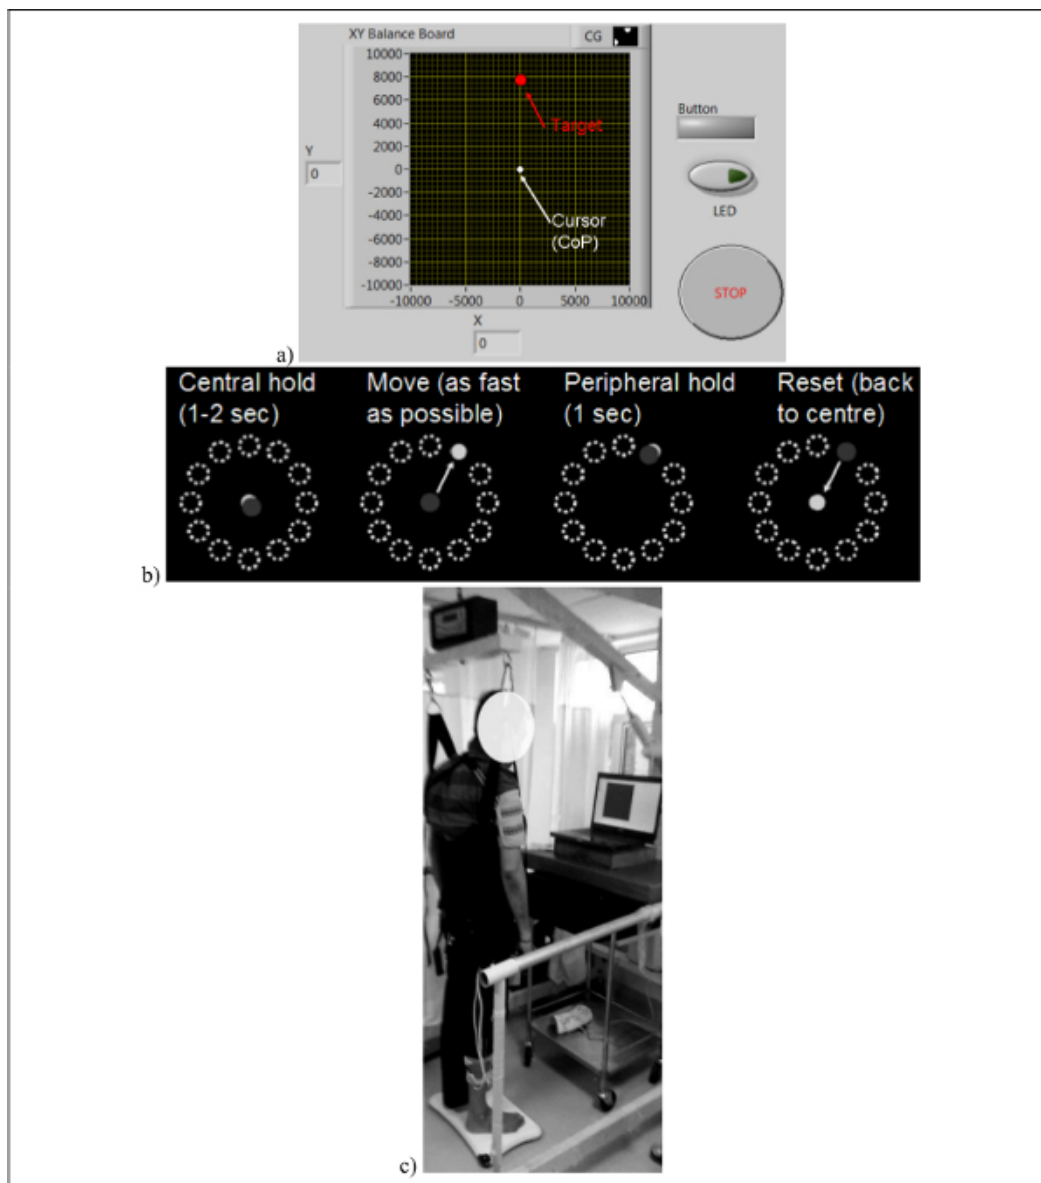 XY Balance Board
CG
10000
8000
6000
4000
2000
0
-2000
-4000
-6000
-8000
-10000
-10000 -5000 0 5000 10000
Y
0
X
0
Target
Cursor
(CoP)
Button
LED
STOP
a)
Central hold
(1-2 sec)
Move (as fast
as possible)
Peripheral hold
(1 sec)
Reset (back
to centre)
b)
c)